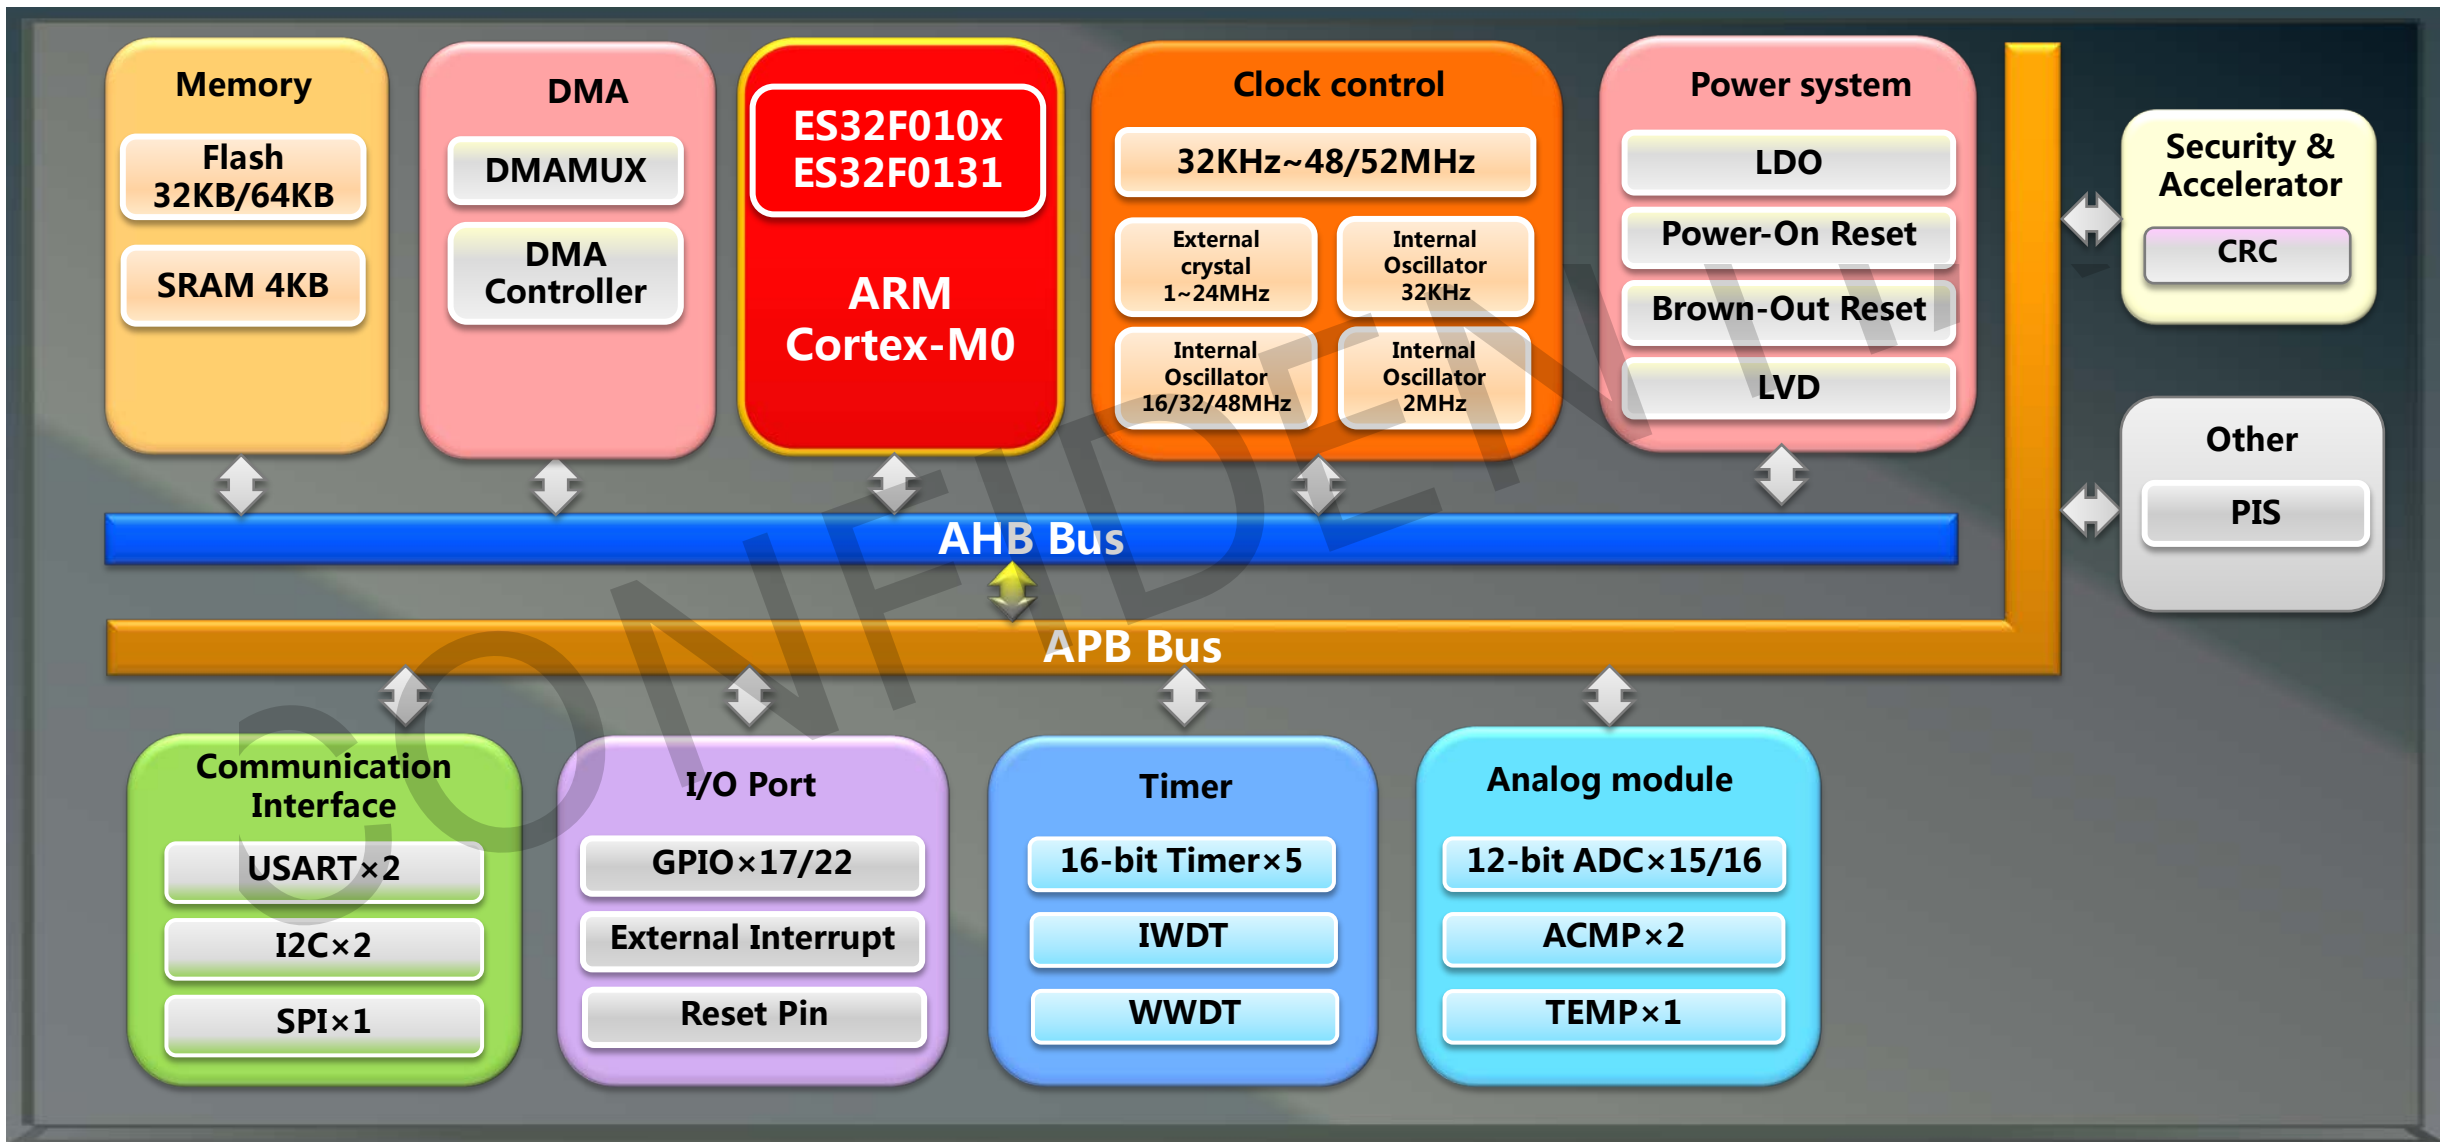 Memory
Flash
32KB/64KB
SRAM 4KB
DMA
DMAMUX
DMA
Controller
ES32F010x
ES32F0131
ARM
Cortex-M0
Clock control
32KHz~48/52MHz
External
crystal
1~24MHz
Internal
Oscillator
32KHz
Internal
Oscillator
16/32/48MHz
Internal
Oscillator
2MHz
Power system
LDO
Power-On Reset
Brown-Out Reset
LVD
Security &
Accelerator
CRC
Other
PIS
AHB Bus
APB Bus
Communication
Interface
USART×2
I2C×2
SPI×1
I/O Port
GPIO×17/22
External Interrupt
Reset Pin
Timer
16-bit Timer×5
IWDT
WWDT
Analog module
12-bit ADC×15/16
ACMP×2
TEMP×1